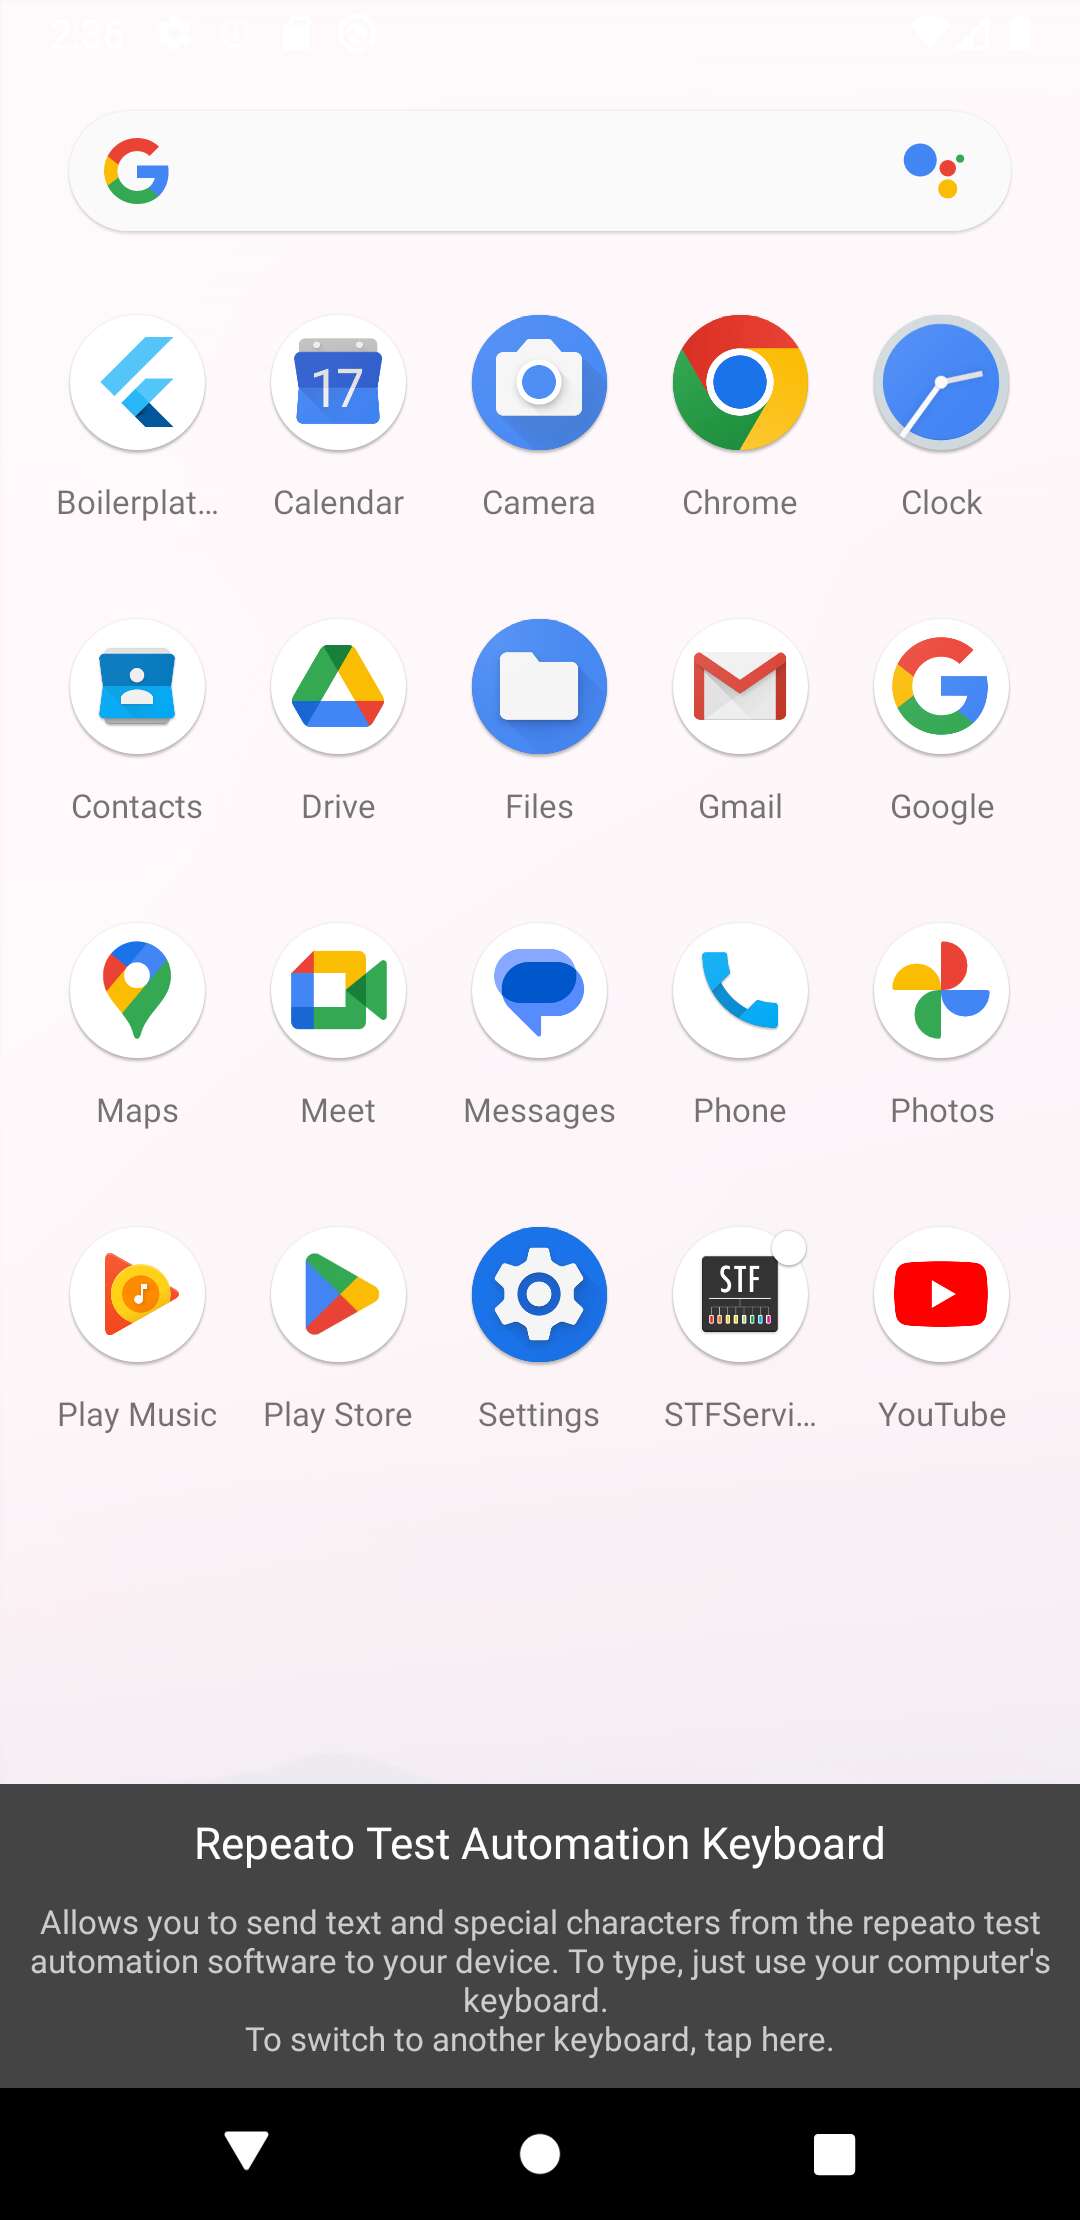 2:36
Boilerplat...
Calendar
Camera
Chrome
Clock
17
Contacts
Drive
Files
Gmail
Google
Maps
Meet
Messages
Phone
Photos
STF
Play Music
Play Store
Settings
STFServi...
YouTube
Repeato Test Automation Keyboard
Allows you to send text and special characters from the repeato test
automation software to your device. To type, just use your computer's
keyboard.
To switch to another keyboard, tap here.